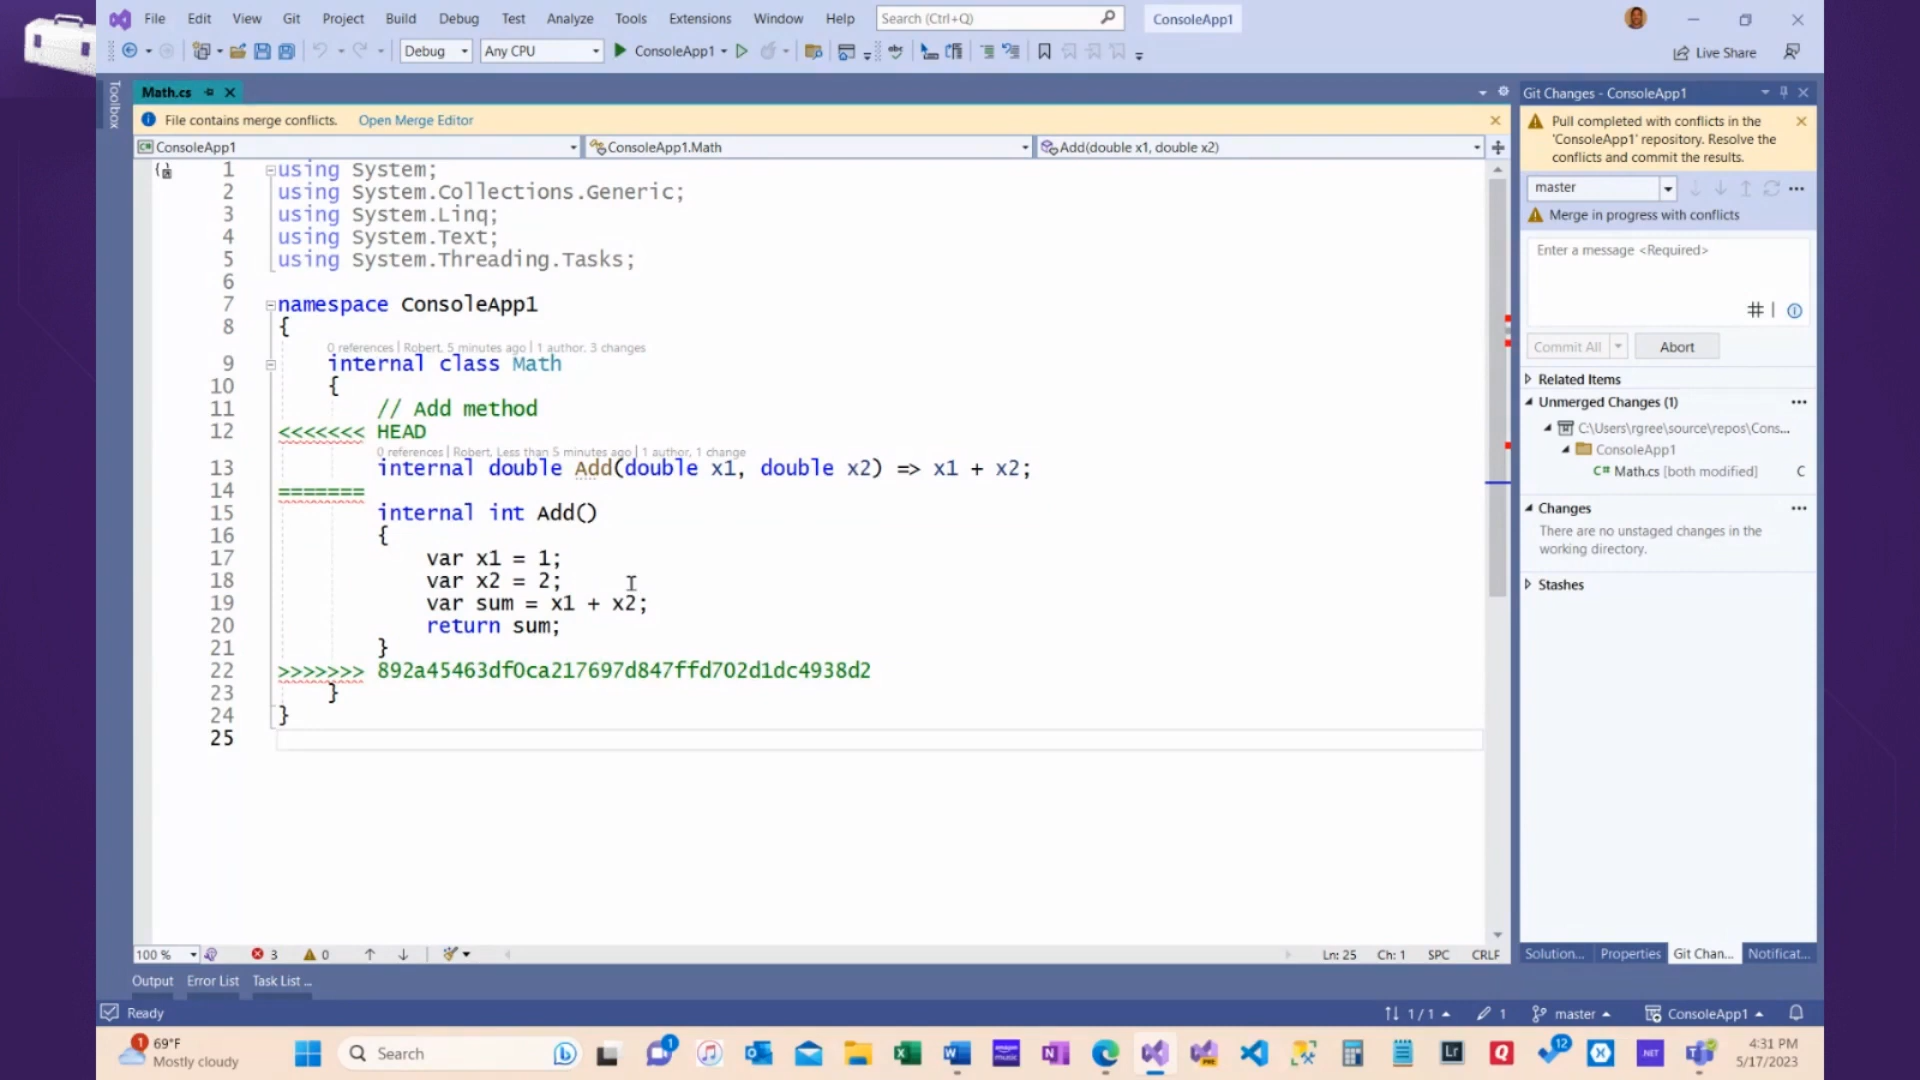 File Edit View Git Project Build Debug Test Analyze Tools Extensions Window Help Search (Ctrl+Q) ConsoleApp1
Debug Any CPU ConsoleApp1 Live Share
Toolbox
Math.cs
File contains merge conflicts. Open Merge Editor
ConsoleApp1 ConsoleApp1.Math Add(double x1, double x2)
1 using System;
2 using System.Collections.Generic;
3 using System.Linq;
4 using System.Text;
5 using System.Threading.Tasks;
6
7 namespace ConsoleApp1
8 {
0 references | Robert, 5 minutes ago | 1 author, 3 changes
9 internal class Math
10 {
11 // Add method
12 <<<<<<< HEAD
0 references | Robert, Less than 5 minutes ago | 1 author, 1 change
13 internal double Add(double x1, double x2) => x1 + x2;
14 =======
15 internal int Add()
16 {
17 var x1 = 1;
18 var x2 = 2;
19 var sum = x1 + x2;
20 return sum;
21 }
22 >>>>>>> 892a45463df0ca217697d847ffd702d1dc4938d2
23 }
24 }
25
100 % 3 0 Ln: 25 Ch: 1 SPC CRLF
Output Error List Task List ...
Git Changes - ConsoleApp1
Pull completed with conflicts in the
'ConsoleApp1' repository. Resolve the
conflicts and commit the results.
master
Merge in progress with conflicts
Enter a message <Required>
Commit All Abort
Related Items
Unmerged Changes (1)
C:\Users\rgree\source\repos\Cons...
ConsoleApp1
C# Math.cs [both modified] C
Changes
There are no unstaged changes in the
working directory.
Stashes
Solution... Properties Git Chan... Notificat...
Ready 1 / 1 1 master ConsoleApp1
1 69°F
Mostly cloudy
Search 1 Lr Q 12 .NET
4:31 PM
5/17/2023